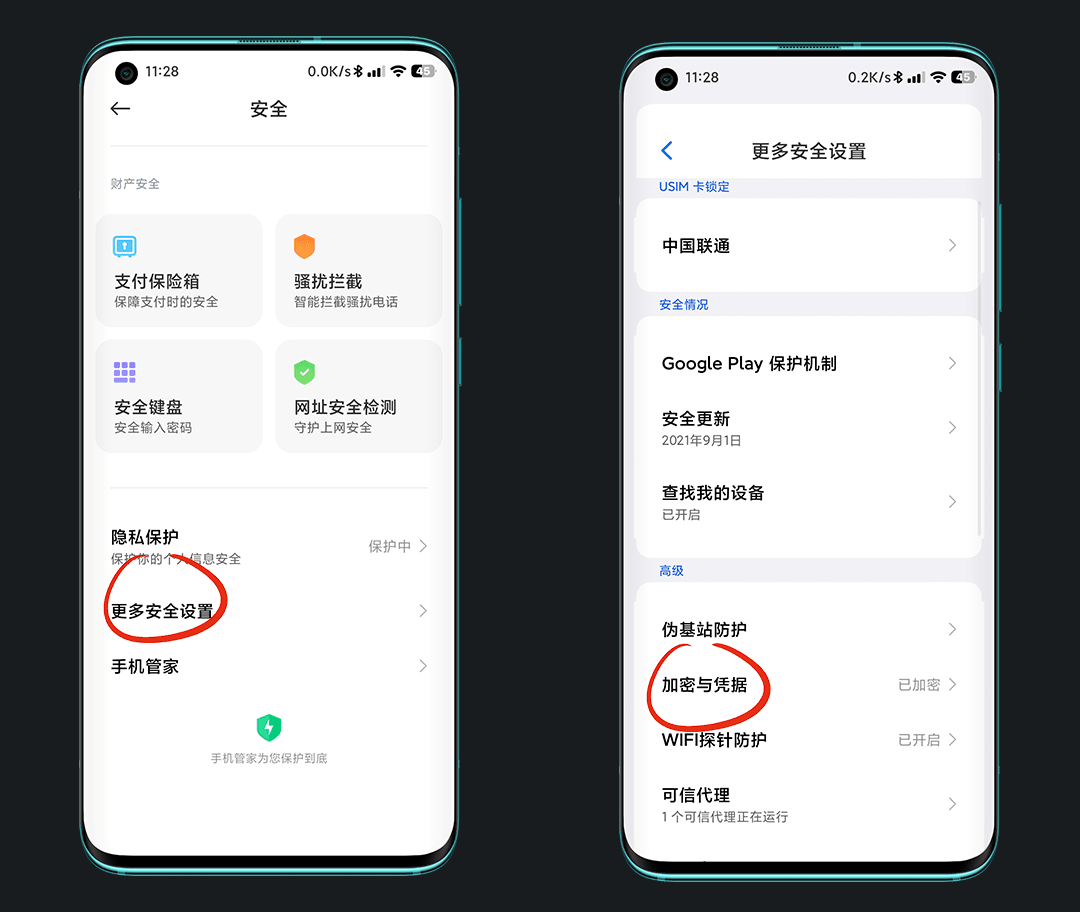 11:28
0.0K/s
45
安全
财产安全
支付保险箱
保障支付时的安全
骚扰拦截
智能拦截骚扰电话
安全键盘
安全输入密码
网址安全检测
守护上网安全
隐私保护
保护你的个人信息安全
保护中
更多安全设置
手机管家
手机管家为您保护到底
11:28
0.2K/s
45
更多安全设置
USIM 卡锁定
中国联通
安全情况
Google Play 保护机制
安全更新
2021年9月1日
查找我的设备
已开启
高级
伪基站防护
加密与凭据
已加密
WIFI探针防护
已开启
可信代理
1 个可信代理正在运行